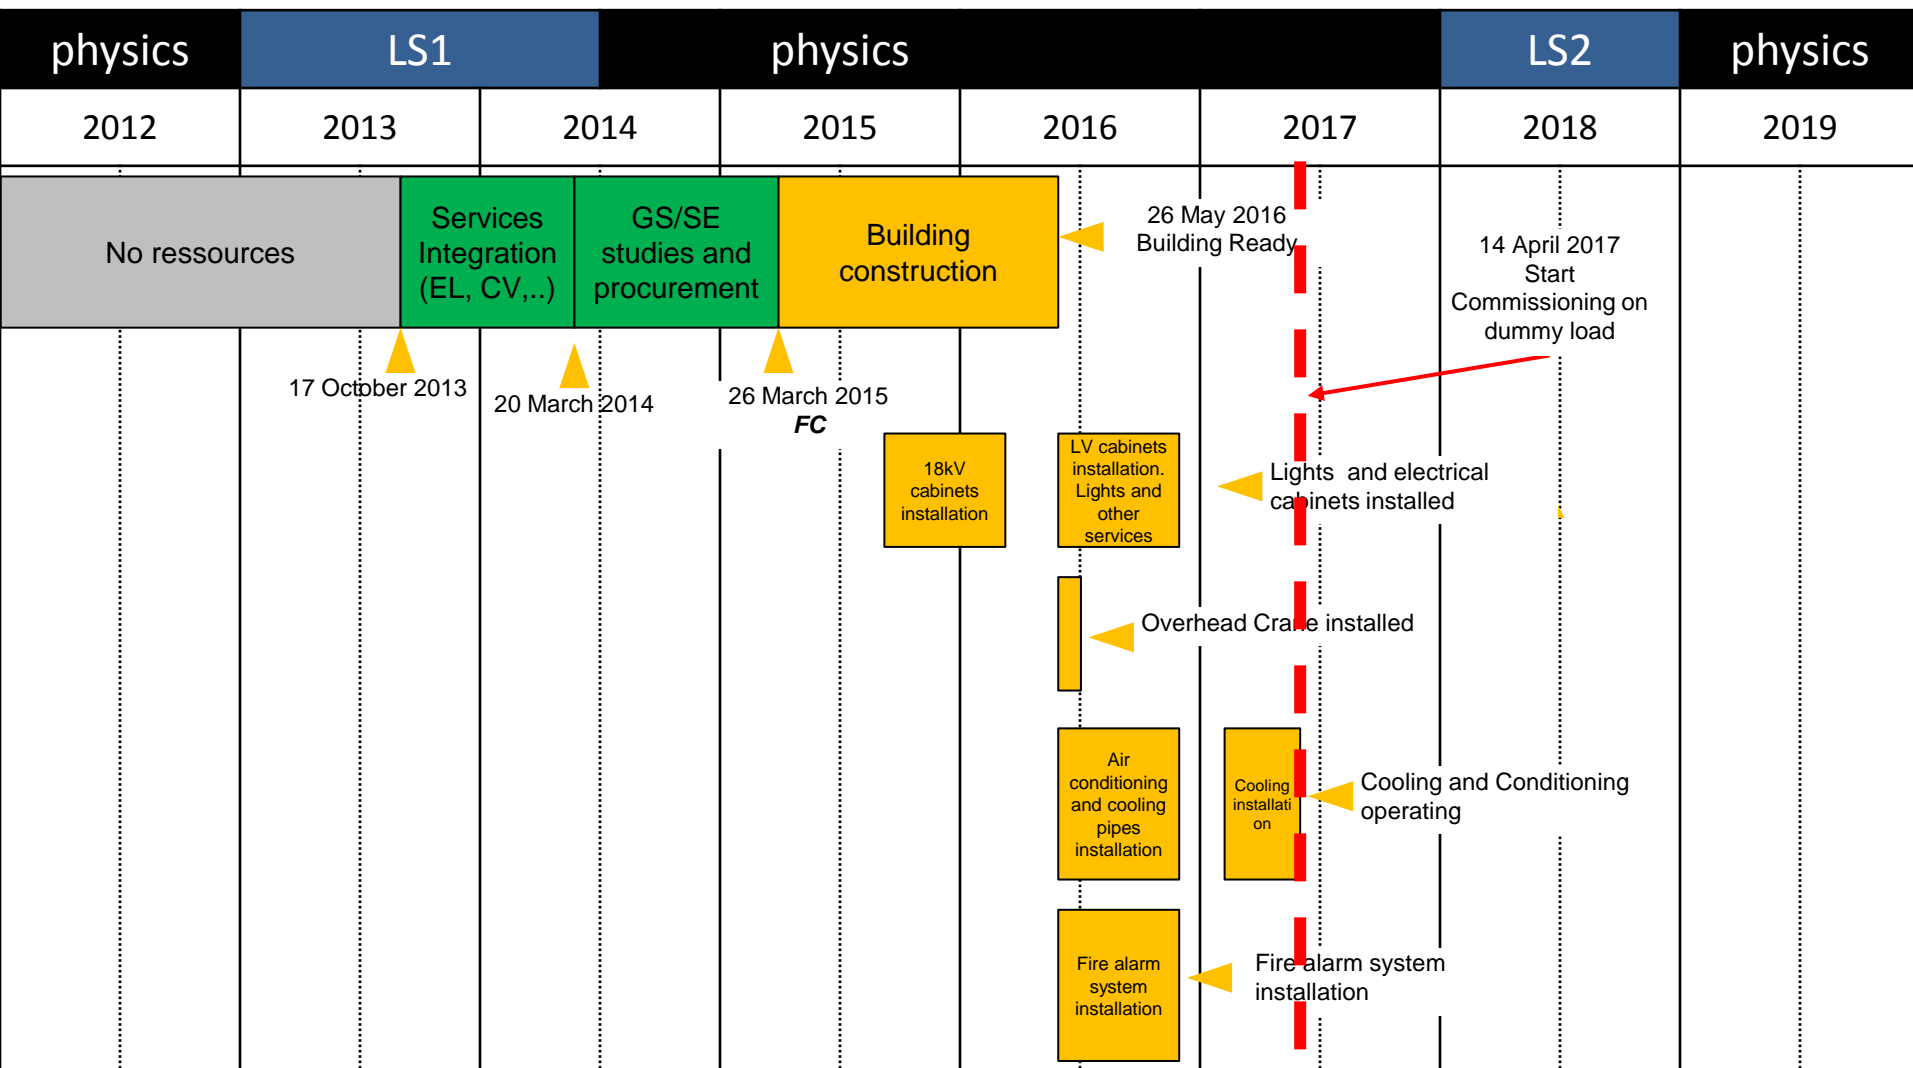 physics LS1 physics LS2 physics
2012 2013 2014 2015 2016 2017 2018 2019
No ressources
Services
Integration
(EL, CV,..)
GS/SE
studies and
procurement
Building
construction
26 May 2016
Building Ready
14 April 2017
Start
Commissioning on
dummy load
17 October 2013
20 March 2014
26 March 2015
FC
18kV
cabinets
installation
LV cabinets
installation.
Lights and
other
services
Lights and electrical
cabinets installed
Overhead Crane installed
Air
conditioning
and cooling
pipes
installation
Cooling
installati
on
Cooling and Conditioning
operating
Fire alarm
system
installation
Fire alarm system
installation